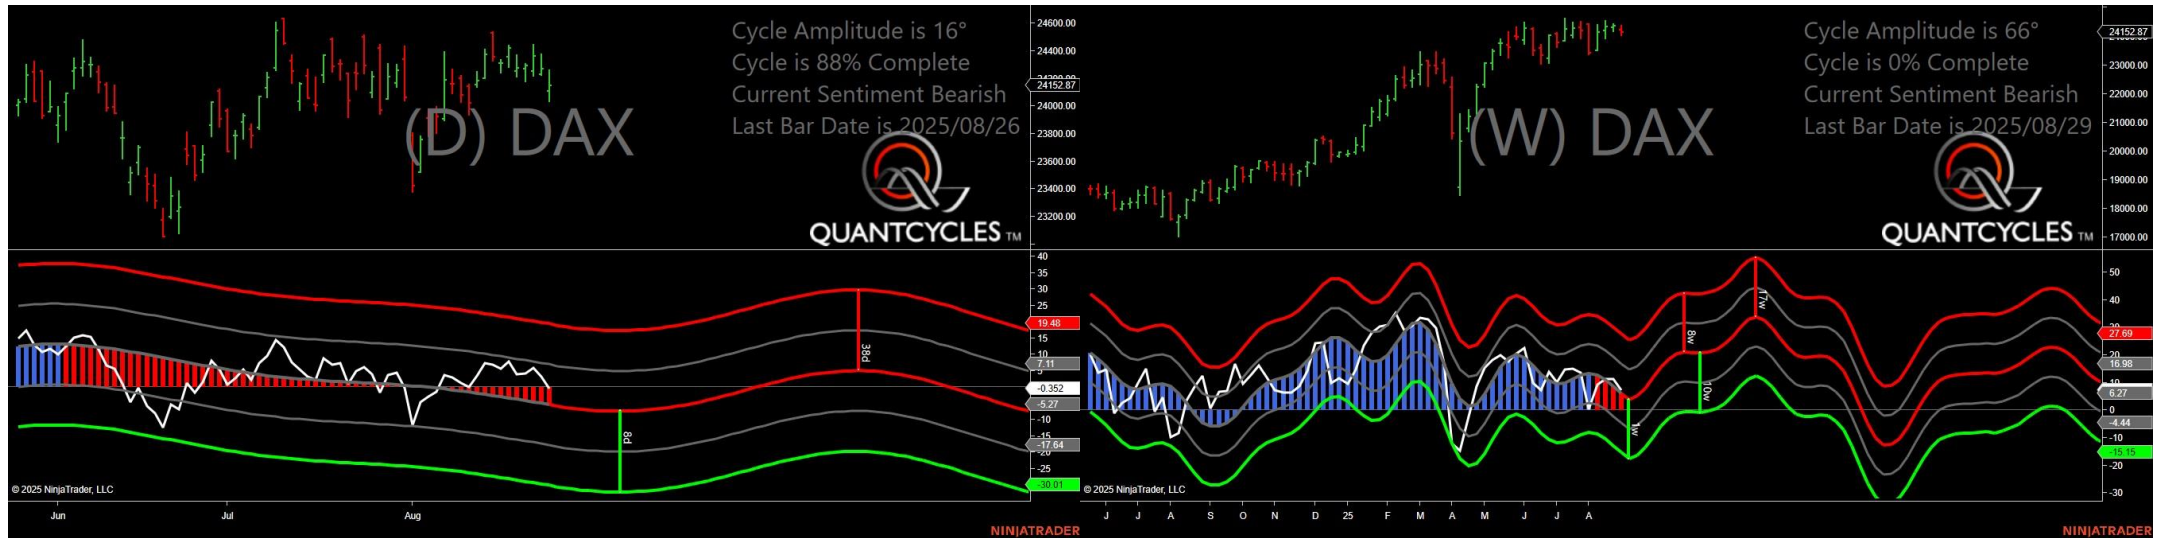 Cycle Amplitude is 16°
Cycle is 88% Complete
Current Sentiment Bearish
Last Bar Date is 2025/08/26
(D) DAX
QUANTCYCLES TM
24600.00
24400.00
24152.87
24000.00
23800.00
23600.00
23400.00
23200.00
40
35
30
25
19.48
15
10
7.11
-0.352
-5.27
-10
-15
-17.64
-20
-25
-30.01
38d
8d
© 2025 NinjaTrader, LLC
Jun Jul Aug
NINJATRADER
Cycle Amplitude is 66°
Cycle is 0% Complete
Current Sentiment Bearish
Last Bar Date is 2025/08/29
(W) DAX
QUANTCYCLES TM
24152.87
23000.00
22000.00
21000.00
20000.00
19000.00
18000.00
17000.00
50
40
27.69
20
16.98
10
6.27
0
-4.44
-10
-15.15
-20
-30
17w
8w
10w
1w
© 2025 NinjaTrader, LLC
J J A S O N D 25 F M A M J J A
NINJATRADER